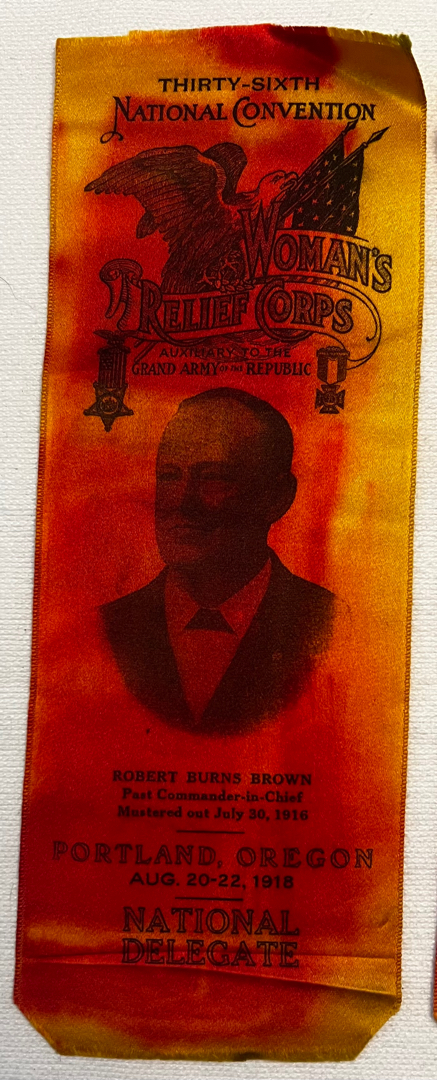 THIRTY-SIXTH
NATIONAL CONVENTION
WOMAN'S
RELIEF CORPS
AUXILIARY TO THE
GRAND ARMY OF THE REPUBLIC
ROBERT BURNS BROWN
Past Commander-in-Chief
Mustered out July 30, 1916
PORTLAND, OREGON
AUG. 20-22, 1918
NATIONAL
DELEGATE